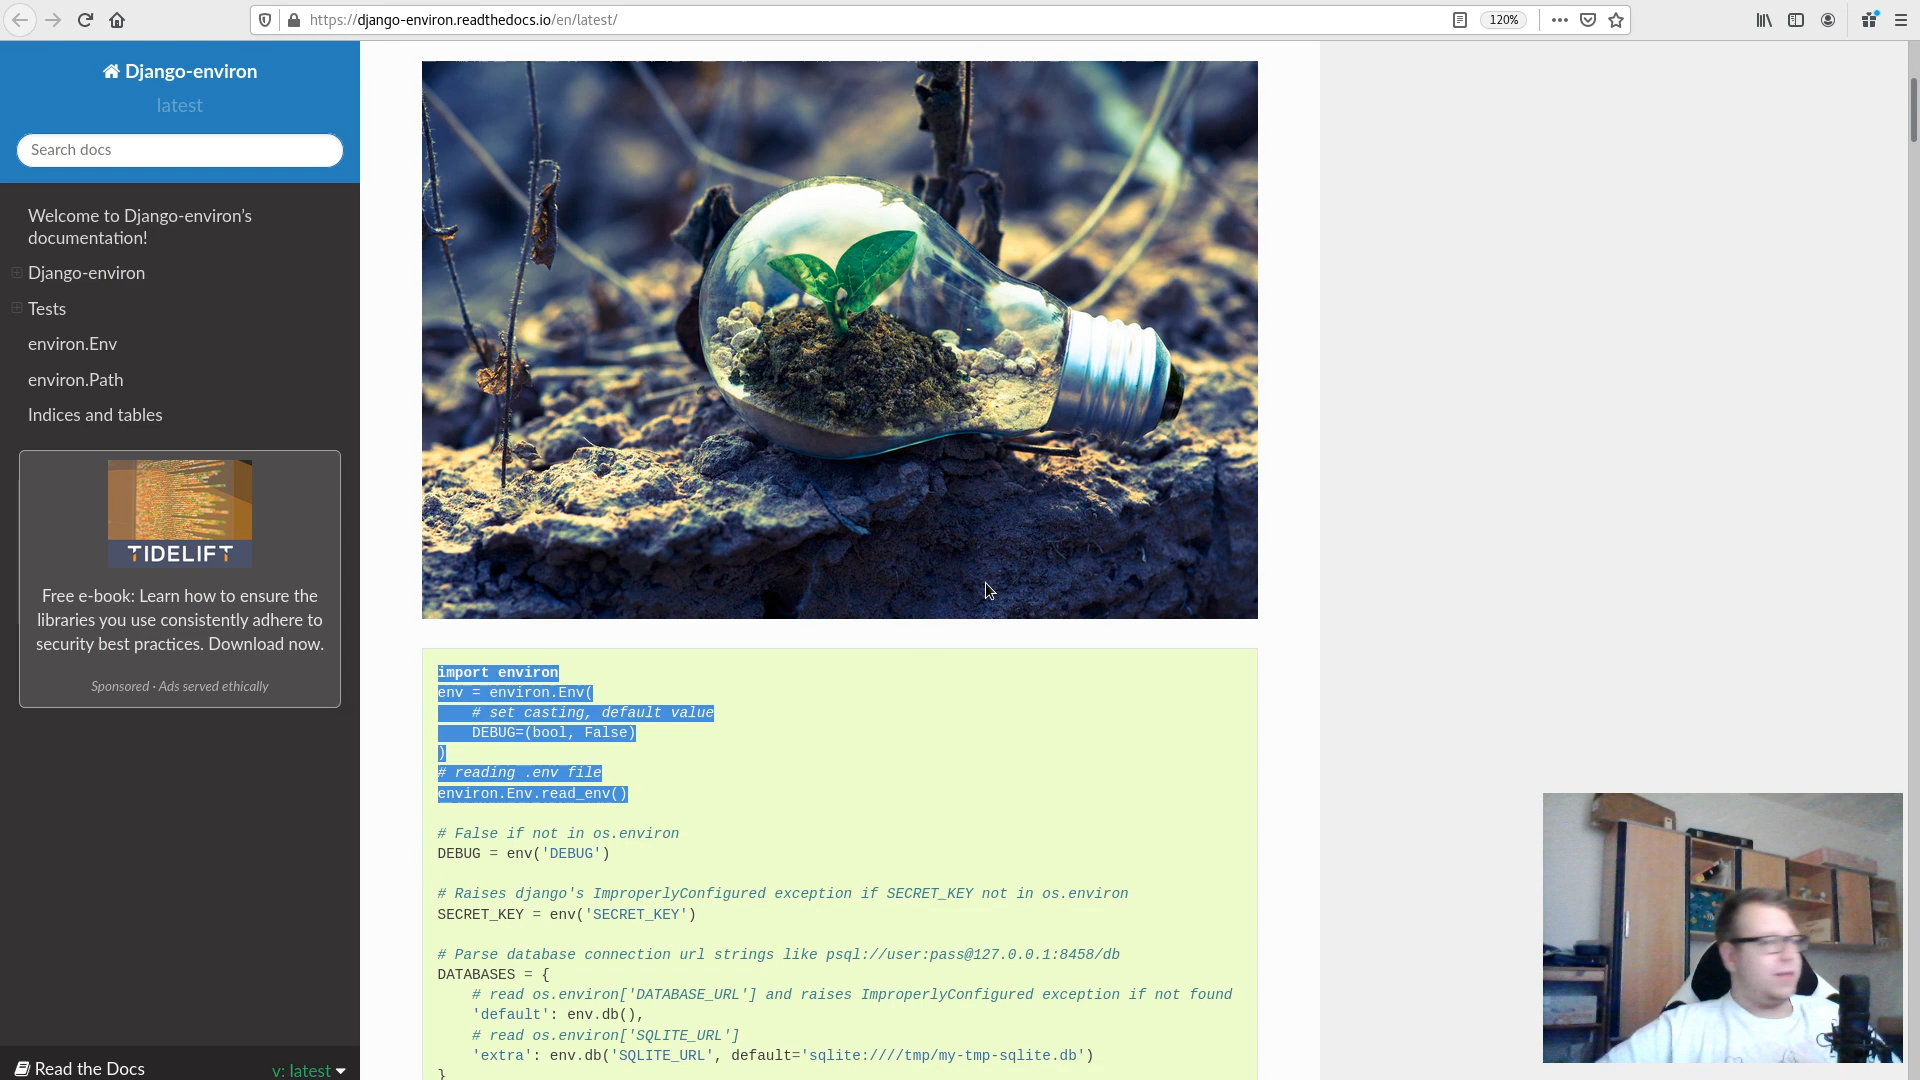 https://django-environ.readthedocs.io/en/latest/
120%
Django-environ
latest
Search docs
Welcome to Django-environ's
documentation!
Django-environ
Tests
environ.Env
environ.Path
Indices and tables
TIDELIFT
Free e-book: Learn how to ensure the
libraries you use consistently adhere to
security best practices. Download now.
Sponsored · Ads served ethically
Read the Docs
v: latest
import environ
env = environ.Env(
    # set casting, default value
    DEBUG=(bool, False)
)
# reading .env file
environ.Env.read_env()
# False if not in os.environ
DEBUG = env('DEBUG')
# Raises django's ImproperlyConfigured exception if SECRET_KEY not in os.environ
SECRET_KEY = env('SECRET_KEY')
# Parse database connection url strings like psql://user:pass@127.0.0.1:8458/db
DATABASES = {
    # read os.environ['DATABASE_URL'] and raises ImproperlyConfigured exception if not found
    'default': env.db(),
    # read os.environ['SQLITE_URL']
    'extra': env.db('SQLITE_URL', default='sqlite:////tmp/my-tmp-sqlite.db')
}